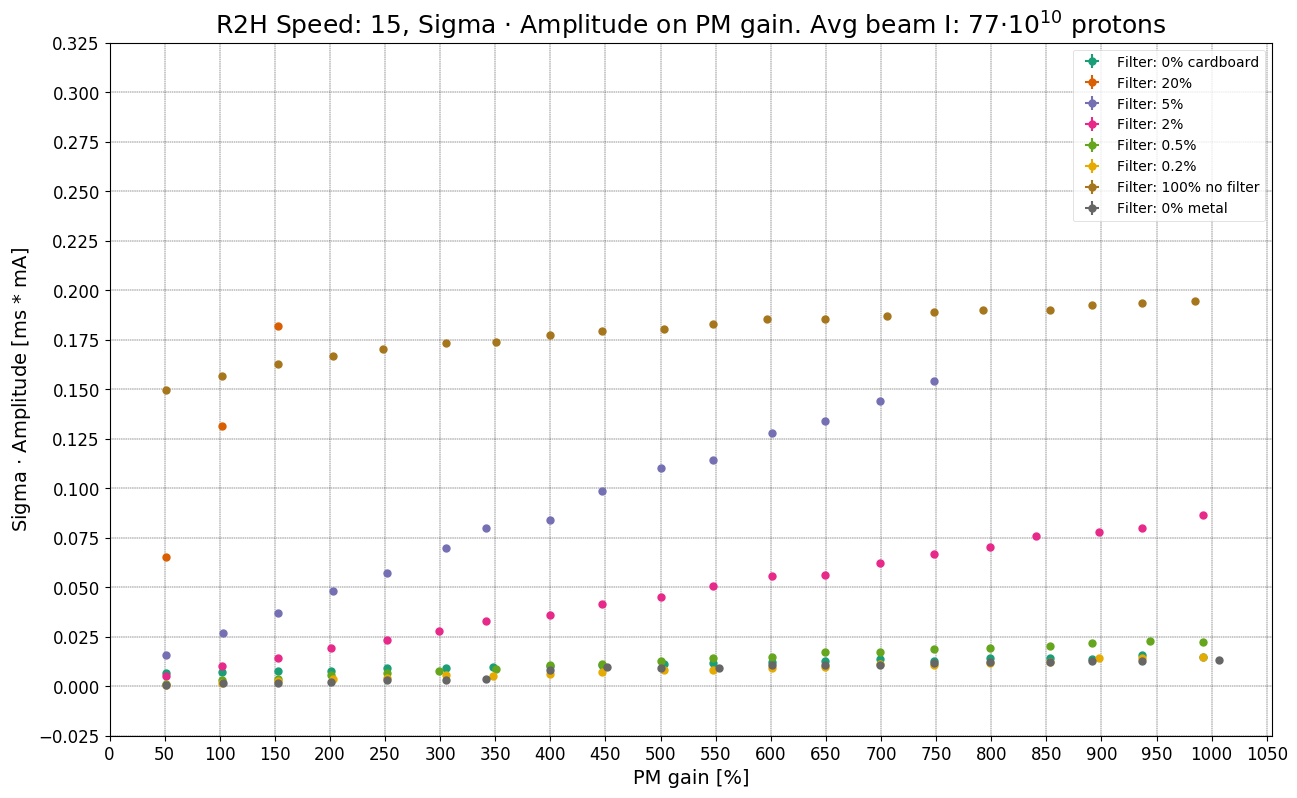 R2H Speed: 15, Sigma · Amplitude on PM gain. Avg beam I: 77·10^10 protons
Filter: 0% cardboard
Filter: 20%
Filter: 5%
Filter: 2%
Filter: 0.5%
Filter: 0.2%
Filter: 100% no filter
Filter: 0% metal
Sigma · Amplitude [ms * mA]
0.325
0.300
0.275
0.250
0.225
0.200
0.175
0.150
0.125
0.100
0.075
0.050
0.025
0.000
−0.025
0 50 100 150 200 250 300 350 400 450 500 550 600 650 700 750 800 850 900 950 1000 1050
PM gain [%]